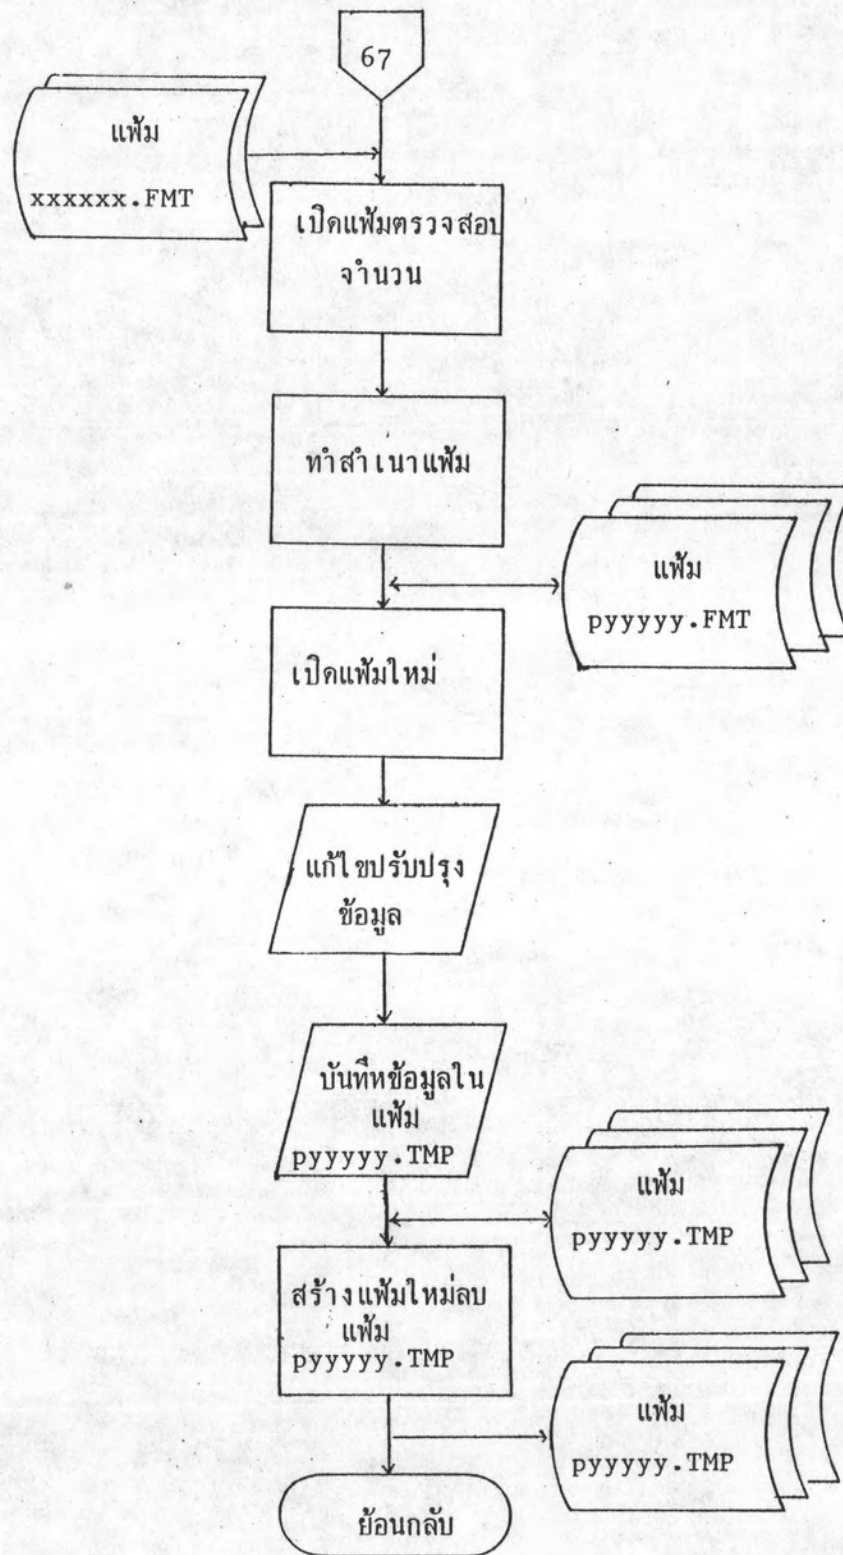 67
แฟ้ม
xxxxxx.FMT
เปิดแฟ้มตรวจสอบ
จำนวน
ทำสำเนาแฟ้ม
แฟ้ม
pyyyyy.FMT
เปิดแฟ้มใหม่
แก้ไขปรับปรุง
ข้อมูล
บันทึหข้อมูลใน
แฟ้ม
pyyyyy.TMP
แฟ้ม
pyyyyy.TMP
สร้างแฟ้มใหม่ลบ
แฟ้ม
pyyyyy.TMP
แฟ้ม
pyyyyy.TMP
ย้อนกลับ